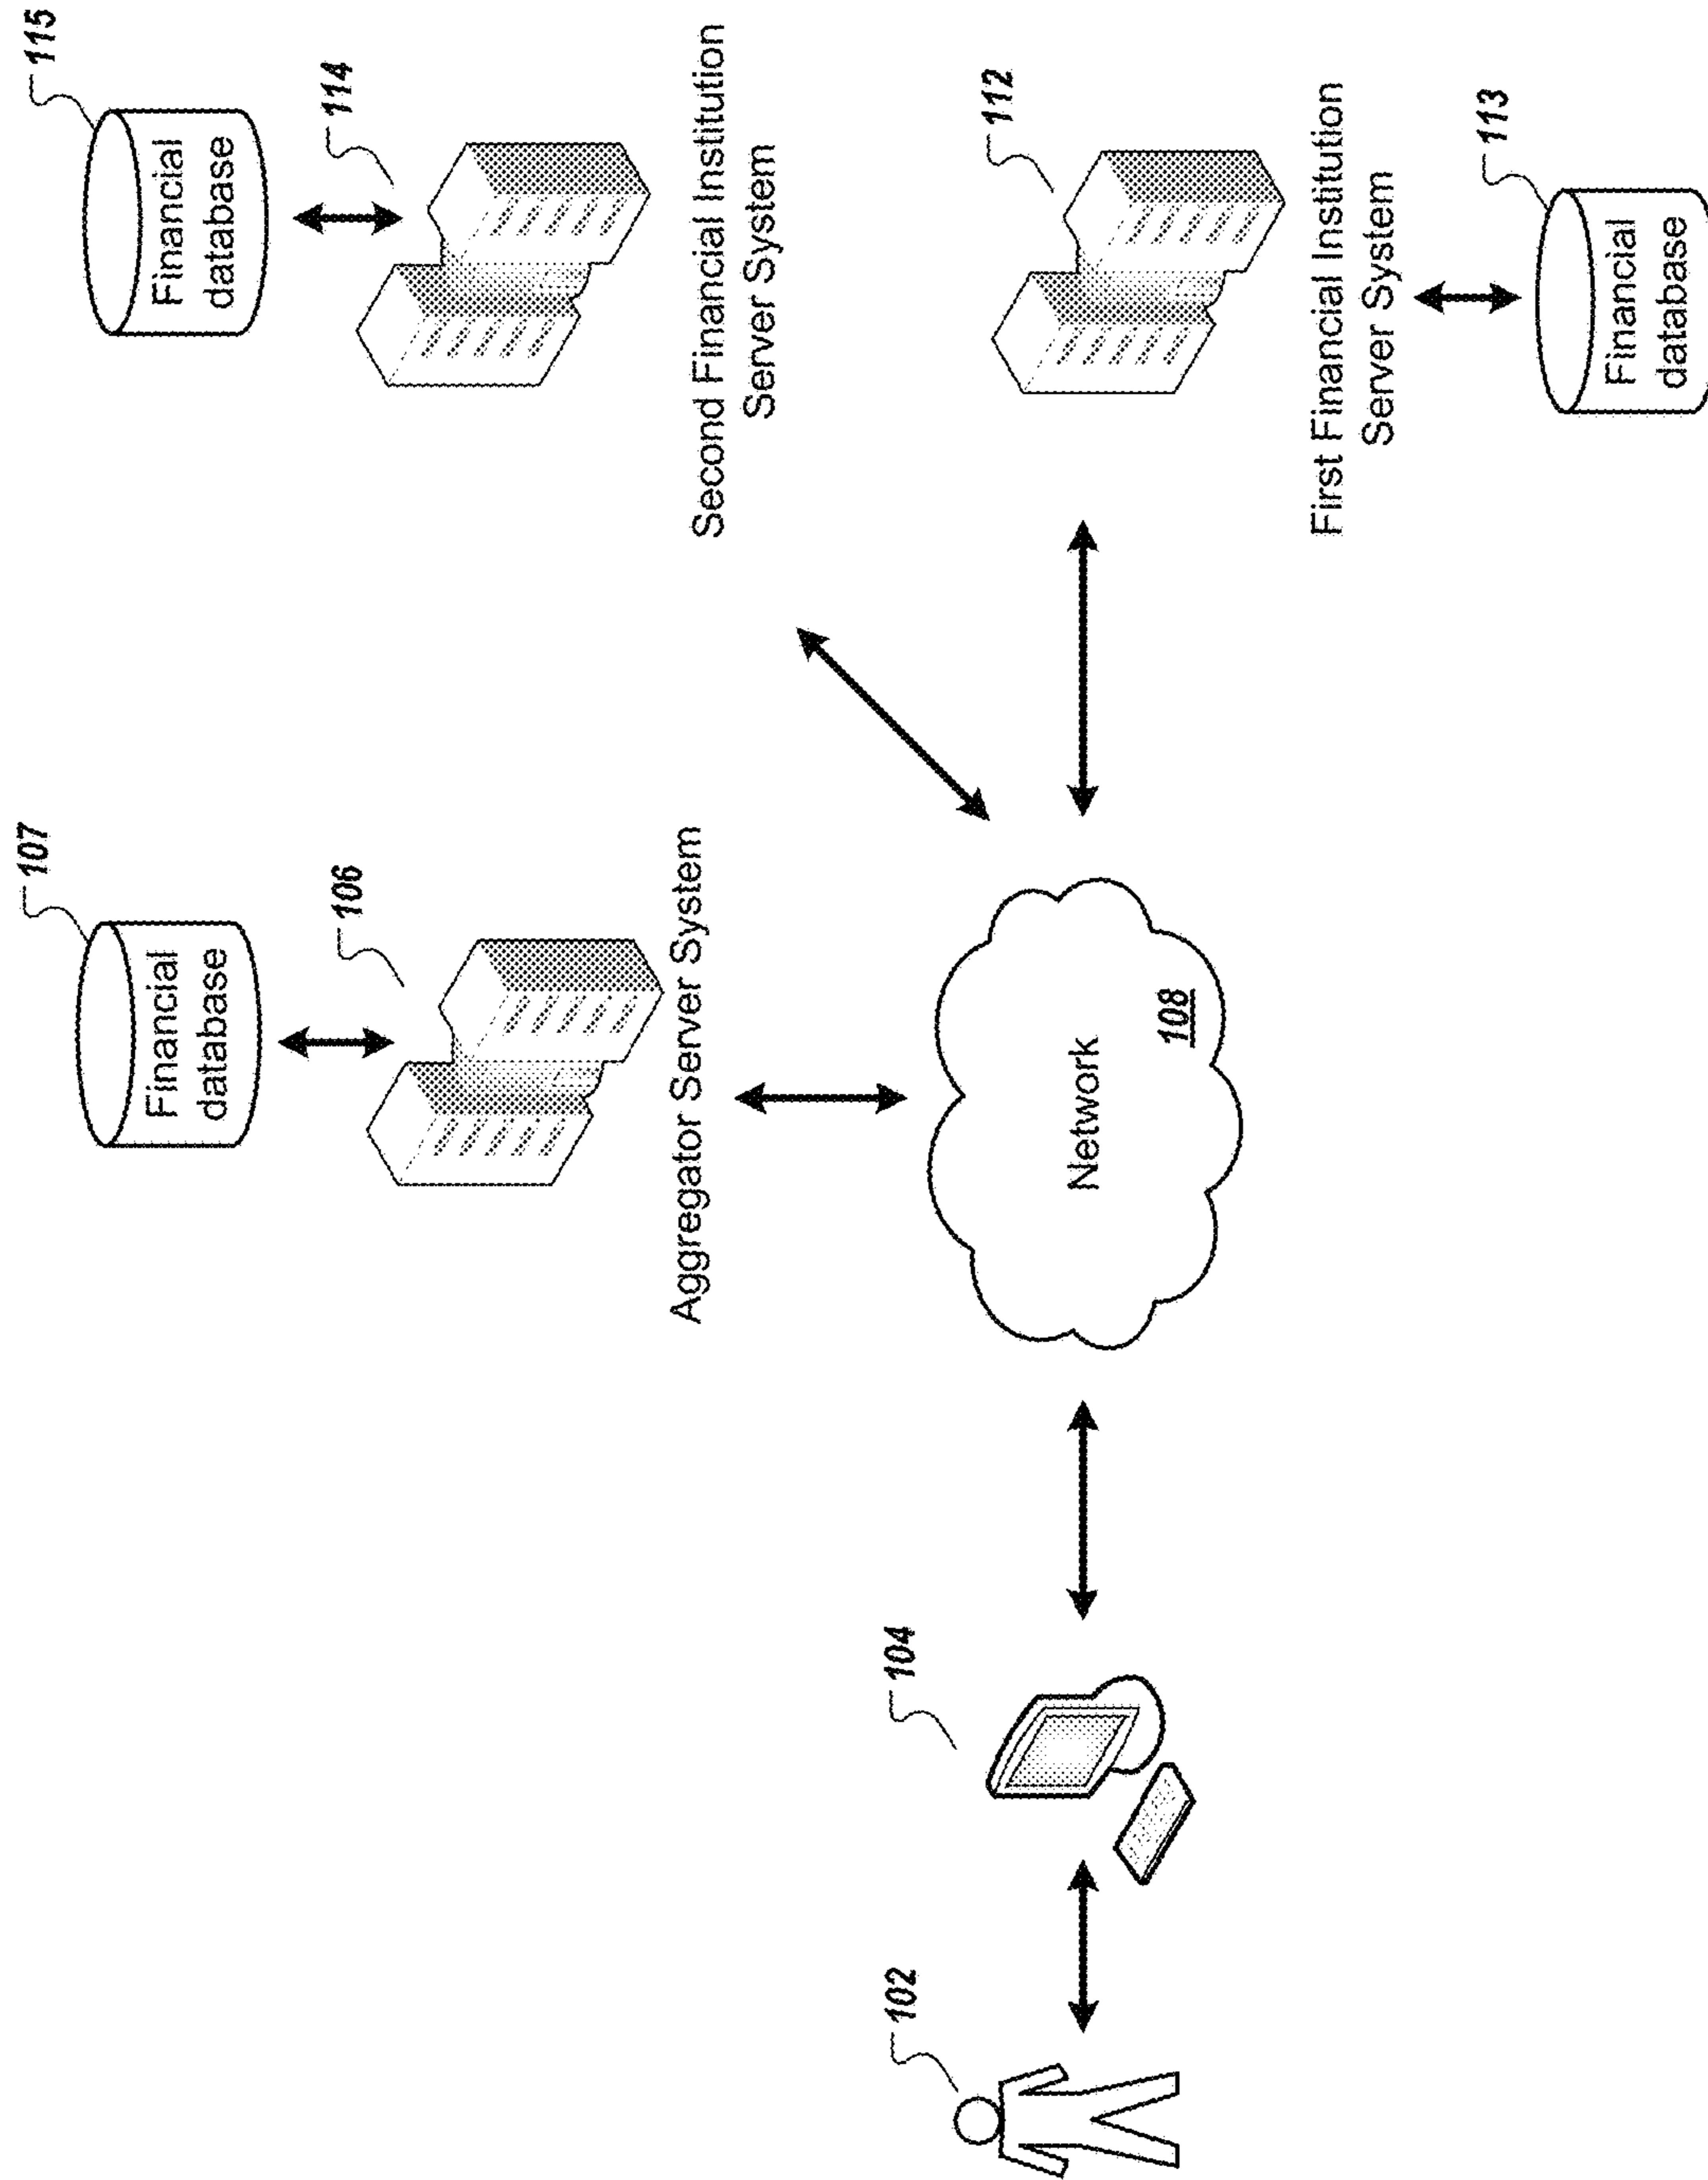 107
Financial
database
106
Aggregator Server System
115
Financial
database
114
Second Financial Institution
Server System
102
104
Network
108
112
First Financial Institution
Server System
113
Financial
database